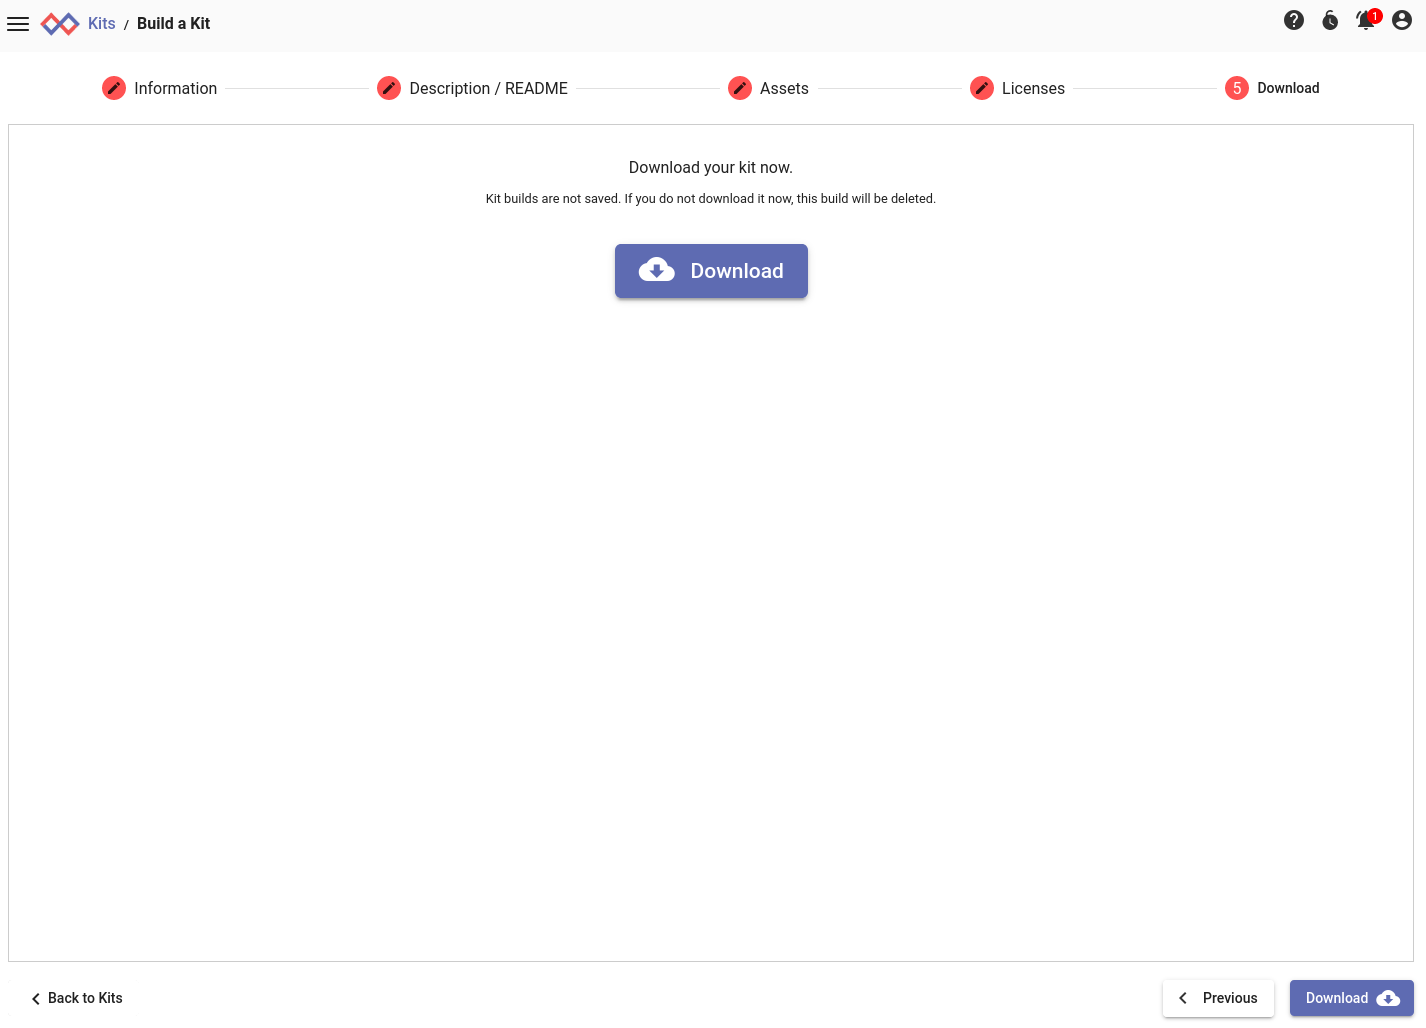 Kits / Build a Kit
1
Information
Description / README
Assets
Licenses
5 Download
Download your kit now.
Kit builds are not saved. If you do not download it now, this build will be deleted.
Download
Back to Kits
Previous
Download